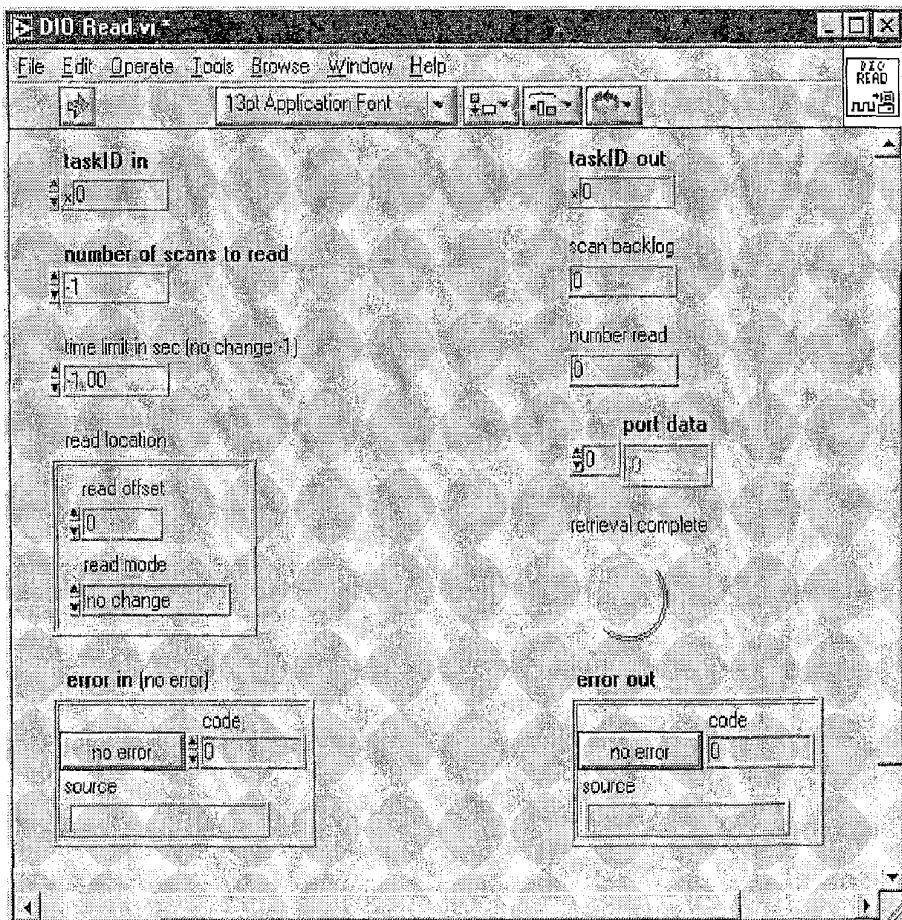 DIO Read.vi *
File Edit Operate Tools Browse Window Help
DIO
READ
13pt Application Font
taskID in
x0
taskID out
x0
number of scans to read
-1
scan backlog
0
time limit in sec (no change:-1)
-1.00
number read
0
read location
read offset
0
read mode
no change
port data
0
0
retrieval complete
error in (no error)
code
no error
0
source
error out
code
no error
0
source